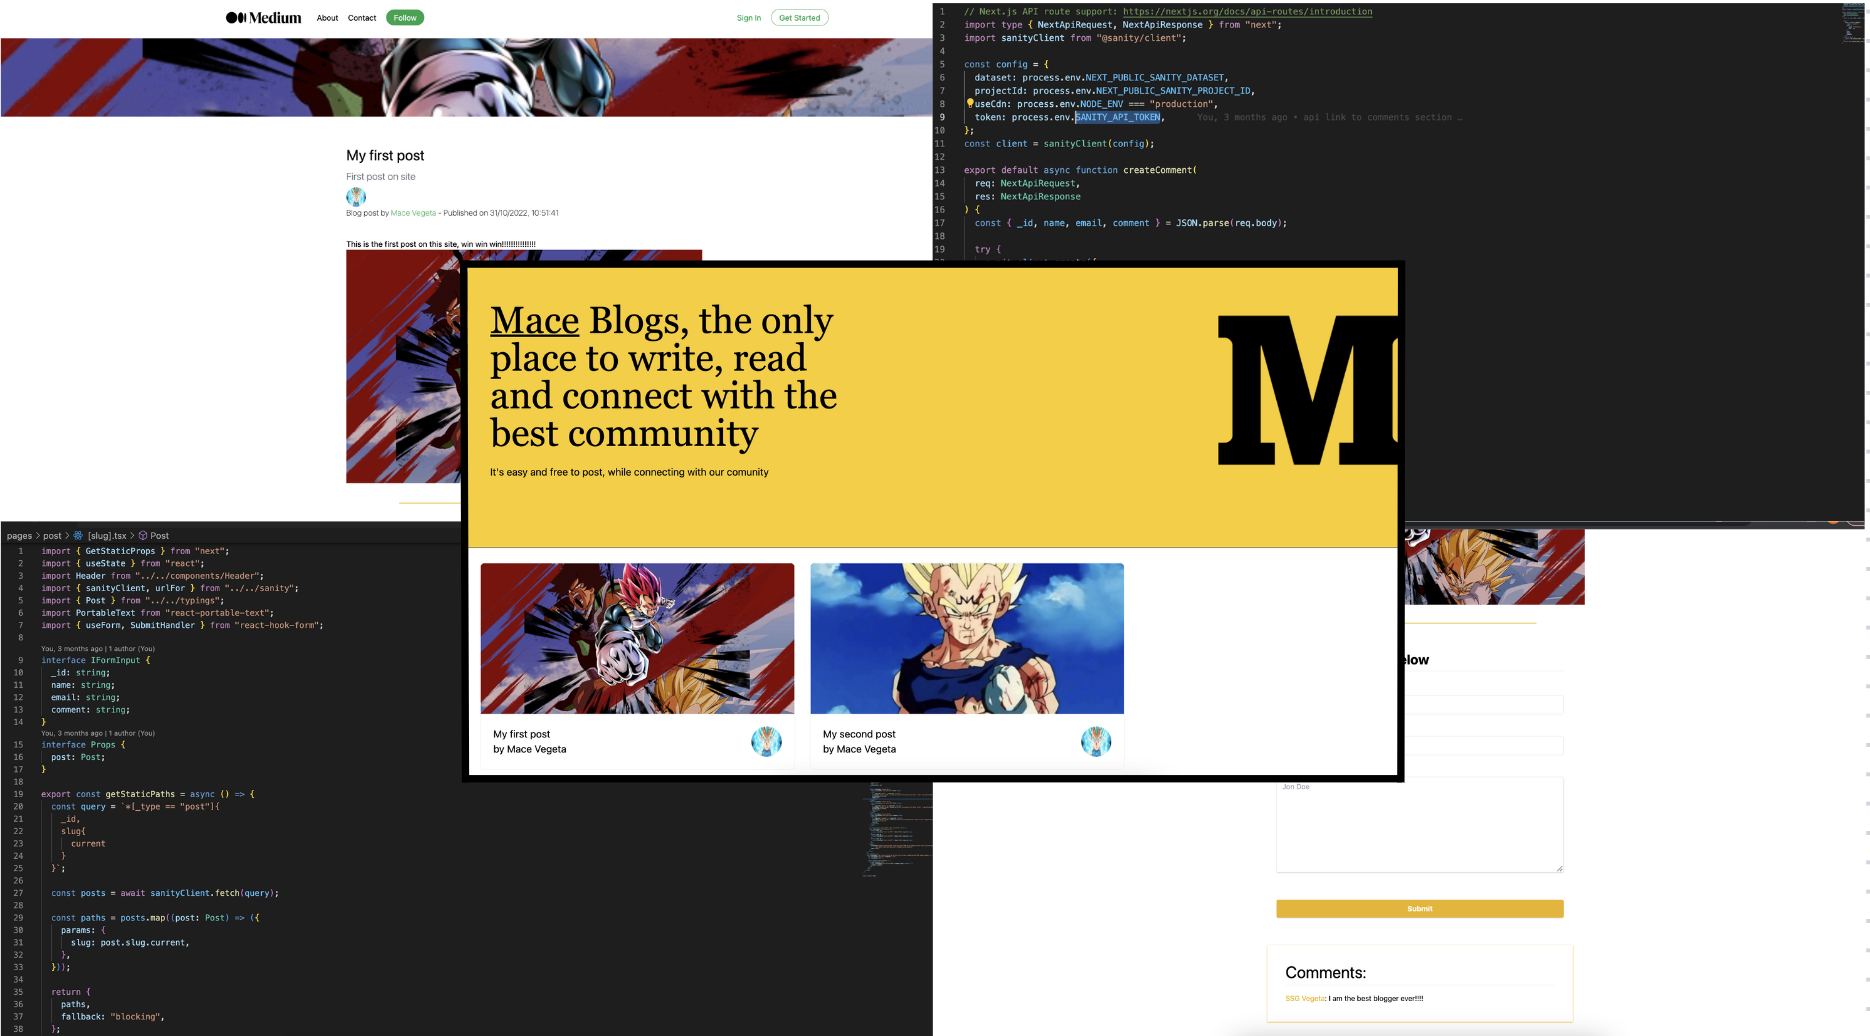 Medium About Contact Follow Sign In Get Started
My first post
First post on site
Blog post by Mace Vegeta - Published on 31/10/2022, 10:51:41
This is the first post on this site, win win win!!!!!!!!!!!!!!!
1 // Next.js API route support: https://nextjs.org/docs/api-routes/introduction
2 import type { NextApiRequest, NextApiResponse } from "next";
3 import sanityClient from "@sanity/client";
4
5 const config = {
6 dataset: process.env.NEXT_PUBLIC_SANITY_DATASET,
7 projectId: process.env.NEXT_PUBLIC_SANITY_PROJECT_ID,
8 useCdn: process.env.NODE_ENV === "production",
9 token: process.env.SANITY_API_TOKEN, You, 3 months ago • api link to comments section …
10 };
11 const client = sanityClient(config);
12
13 export default async function createComment(
14 req: NextApiRequest,
15 res: NextApiResponse
16 ) {
17 const { _id, name, email, comment } = JSON.parse(req.body);
18
19 try {
Mace Blogs, the only
place to write, read
and connect with the
best community
It's easy and free to post, while connecting with our comunity
M
My first post
by Mace Vegeta
My second post
by Mace Vegeta
pages > post > [slug].tsx > Post
1 import { GetStaticProps } from "next";
2 import { useState } from "react";
3 import Header from "../../components/Header";
4 import { sanityClient, urlFor } from "../../sanity";
5 import { Post } from "../../typings";
6 import PortableText from "react-portable-text";
7 import { useForm, SubmitHandler } from "react-hook-form";
8
You, 3 months ago | 1 author (You)
9 interface IFormInput {
10 _id: string;
11 name: string;
12 email: string;
13 comment: string;
14 }
You, 3 months ago | 1 author (You)
15 interface Props {
16 post: Post;
17 }
18
19 export const getStaticPaths = async () => {
20 const query = `*[_type == "post"]{
21 _id,
22 slug{
23 current
24 }
25 }`;
26
27 const posts = await sanityClient.fetch(query);
28
29 const paths = posts.map((post: Post) => ({
30 params: {
31 slug: post.slug.current,
32 },
33 }));
34
35 return {
36 paths,
37 fallback: "blocking",
38 };
elow
Jon Doe
Submit
Comments:
SSG Vegeta: I am the best blogger ever!!!!